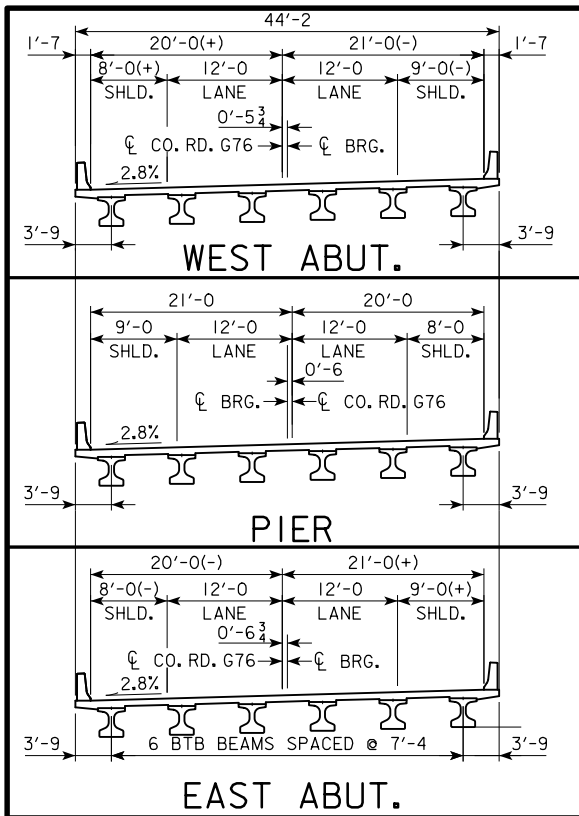 44'-2
1'-7 20'-0(+) 21'-0(-) 1'-7
8'-0(+) 12'-0 12'-0 9'-0(-)
SHLD. LANE LANE SHLD.
0'-5 3/4
℄ CO. RD. G76 ℄ BRG.
2.8%
3'-9 3'-9
WEST ABUT.
21'-0 20'-0
9'-0 12'-0 12'-0 8'-0
SHLD. LANE LANE SHLD.
0'-6
℄ BRG. ℄ CO. RD. G76
2.8%
3'-9 3'-9
PIER
20'-0(-) 21'-0(+)
8'-0(-) 12'-0 12'-0 9'-0(+)
SHLD. LANE LANE SHLD.
0'-6 3/4
℄ CO. RD. G76 ℄ BRG.
2.8%
3'-9 6 BTB BEAMS SPACED @ 7'-4 3'-9
EAST ABUT.